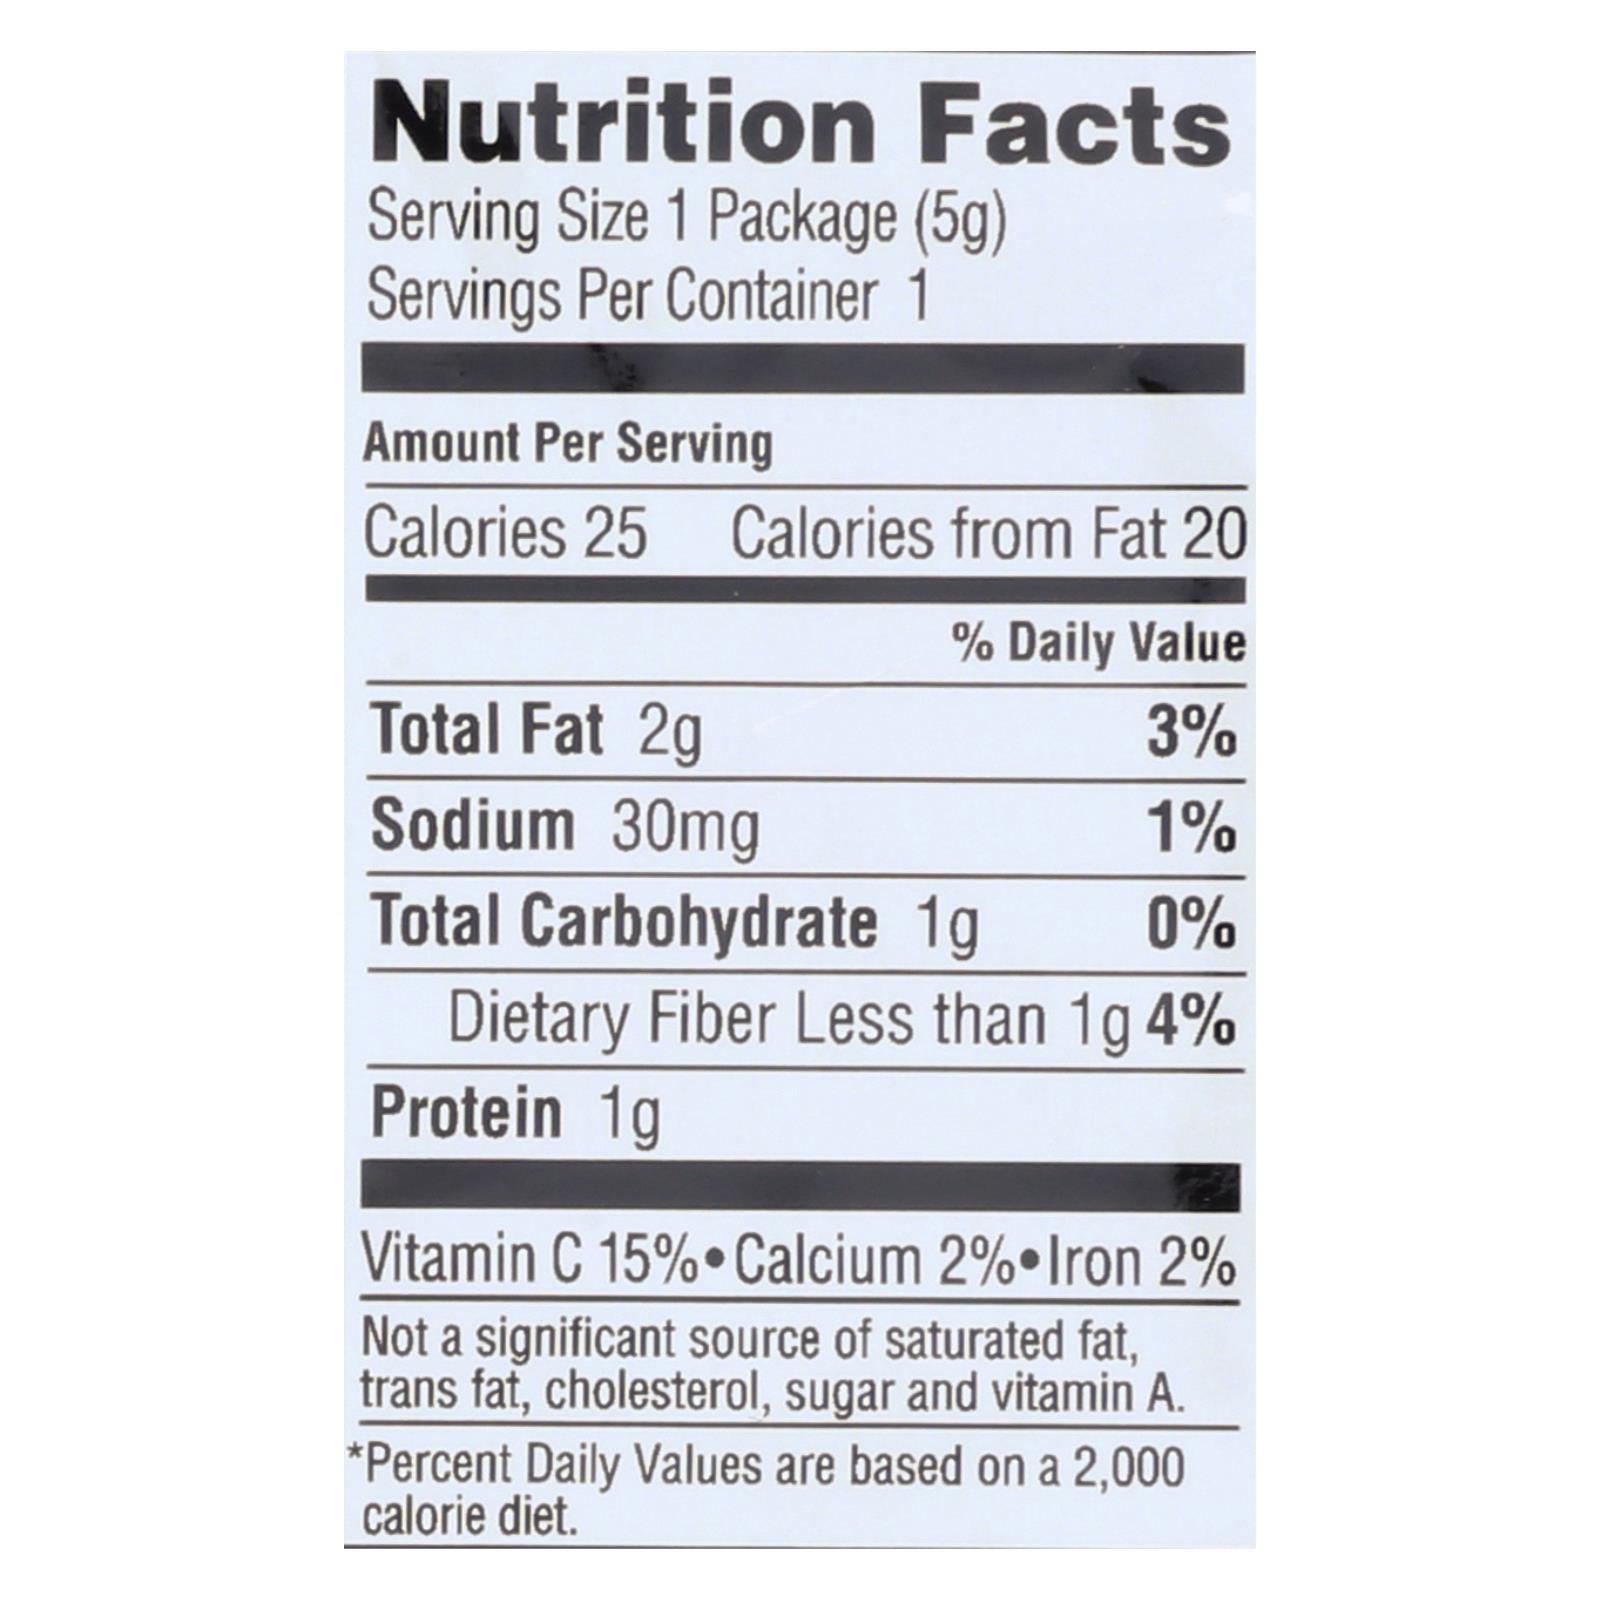 Nutrition Facts
Serving Size 1 Package (5g)
Servings Per Container 1
Amount Per Serving
Calories 25 Calories from Fat 20
% Daily Value
Total Fat 2g 3%
Sodium 30mg 1%
Total Carbohydrate 1g 0%
Dietary Fiber Less than 1g 4%
Protein 1g
Vitamin C 15%•Calcium 2%•Iron 2%
Not a significant source of saturated fat,
trans fat, cholesterol, sugar and vitamin A.
*Percent Daily Values are based on a 2,000
calorie diet.